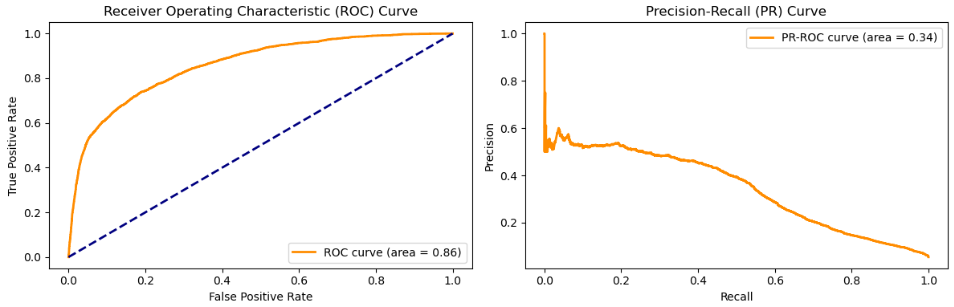 Receiver Operating Characteristic (ROC) Curve
True Positive Rate
1.0
0.8
0.6
0.4
0.2
0.0
ROC curve (area = 0.86)
0.0 0.2 0.4 0.6 0.8 1.0
False Positive Rate
Precision-Recall (PR) Curve
Precision
1.0
0.8
0.6
0.4
0.2
PR-ROC curve (area = 0.34)
0.0 0.2 0.4 0.6 0.8 1.0
Recall